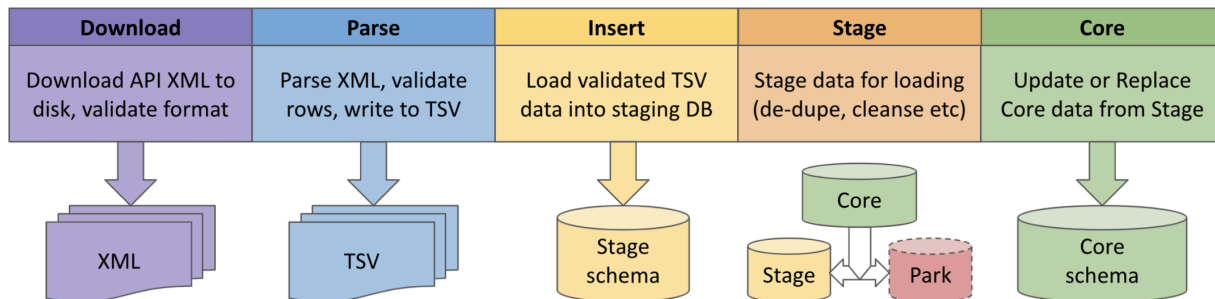 Download
Parse
Insert
Stage
Core
Download API XML to
disk, validate format
Parse XML, validate
rows, write to TSV
Load validated TSV
data into staging DB
Stage data for loading
(de-dupe, cleanse etc)
Update or Replace
Core data from Stage
XML
TSV
Stage
schema
Core
Stage
Park
Core
schema